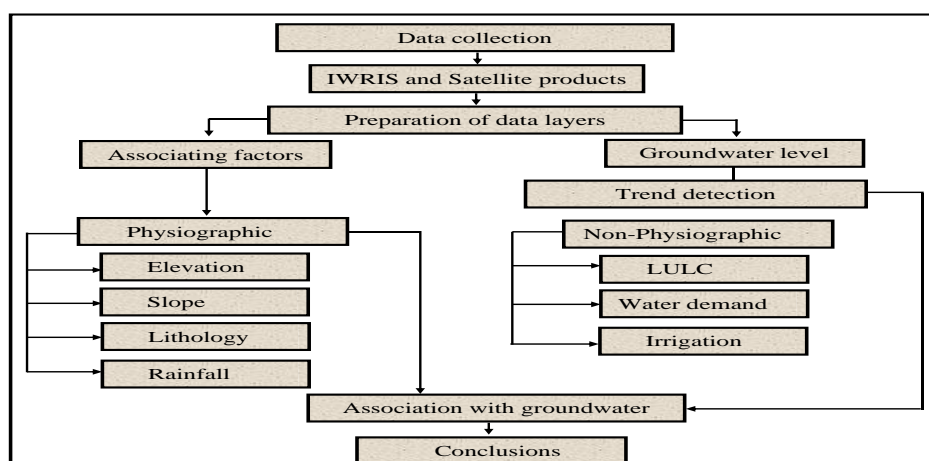 Data collection
IWRIS and Satellite products
Preparation of data layers
Associating factors
Groundwater level
Trend detection
Physiographic
Elevation
Slope
Lithology
Rainfall
Non-Physiographic
LULC
Water demand
Irrigation
Association with groundwater
Conclusions